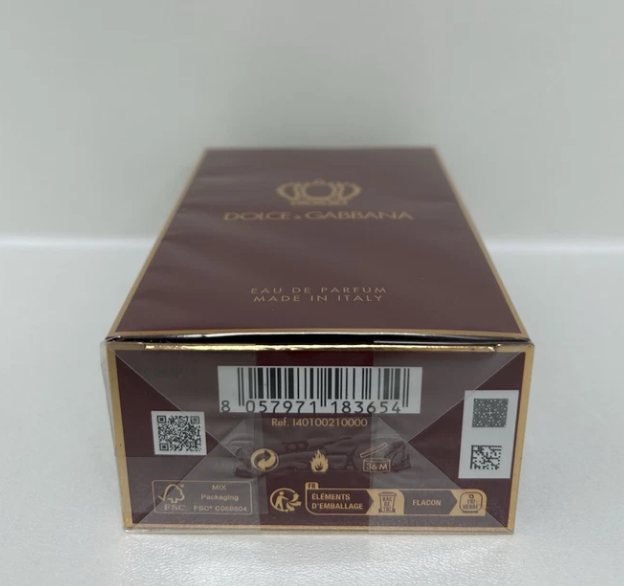 DOLCE & GABBANA
EAU DE PARFUM
MADE IN ITALY
8 057971 183654
Ref. I40100210000
36 M
FSC
MIX
Packaging
FR
ÉLÉMENTS
D'EMBALLAGE
FLACON